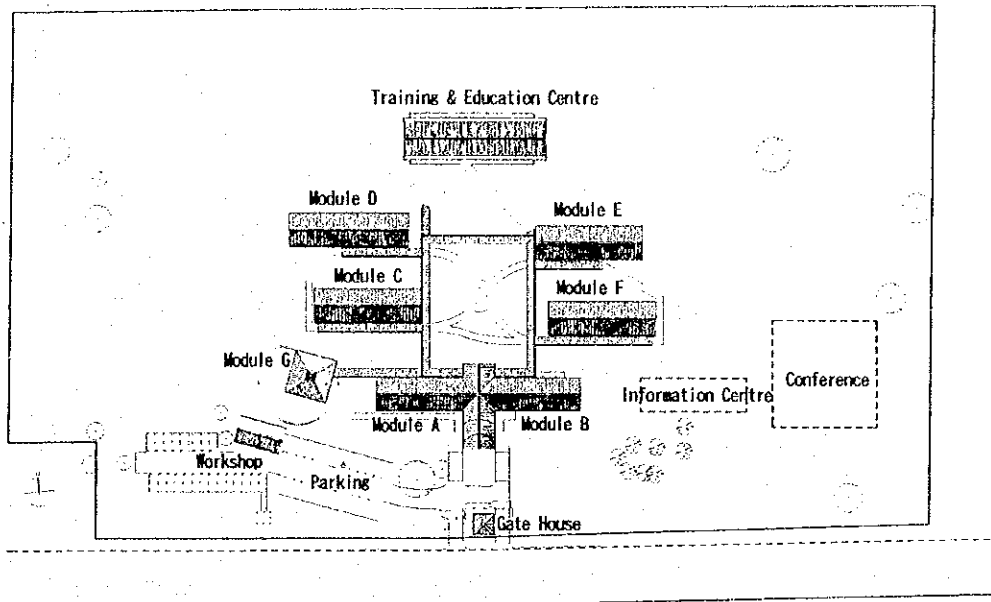 Training & Education Centre
Module D
Module E
Module C
Module F
Module G
Information Centre
Conference
Module A
Module B
Workshop
Parking
Gate House